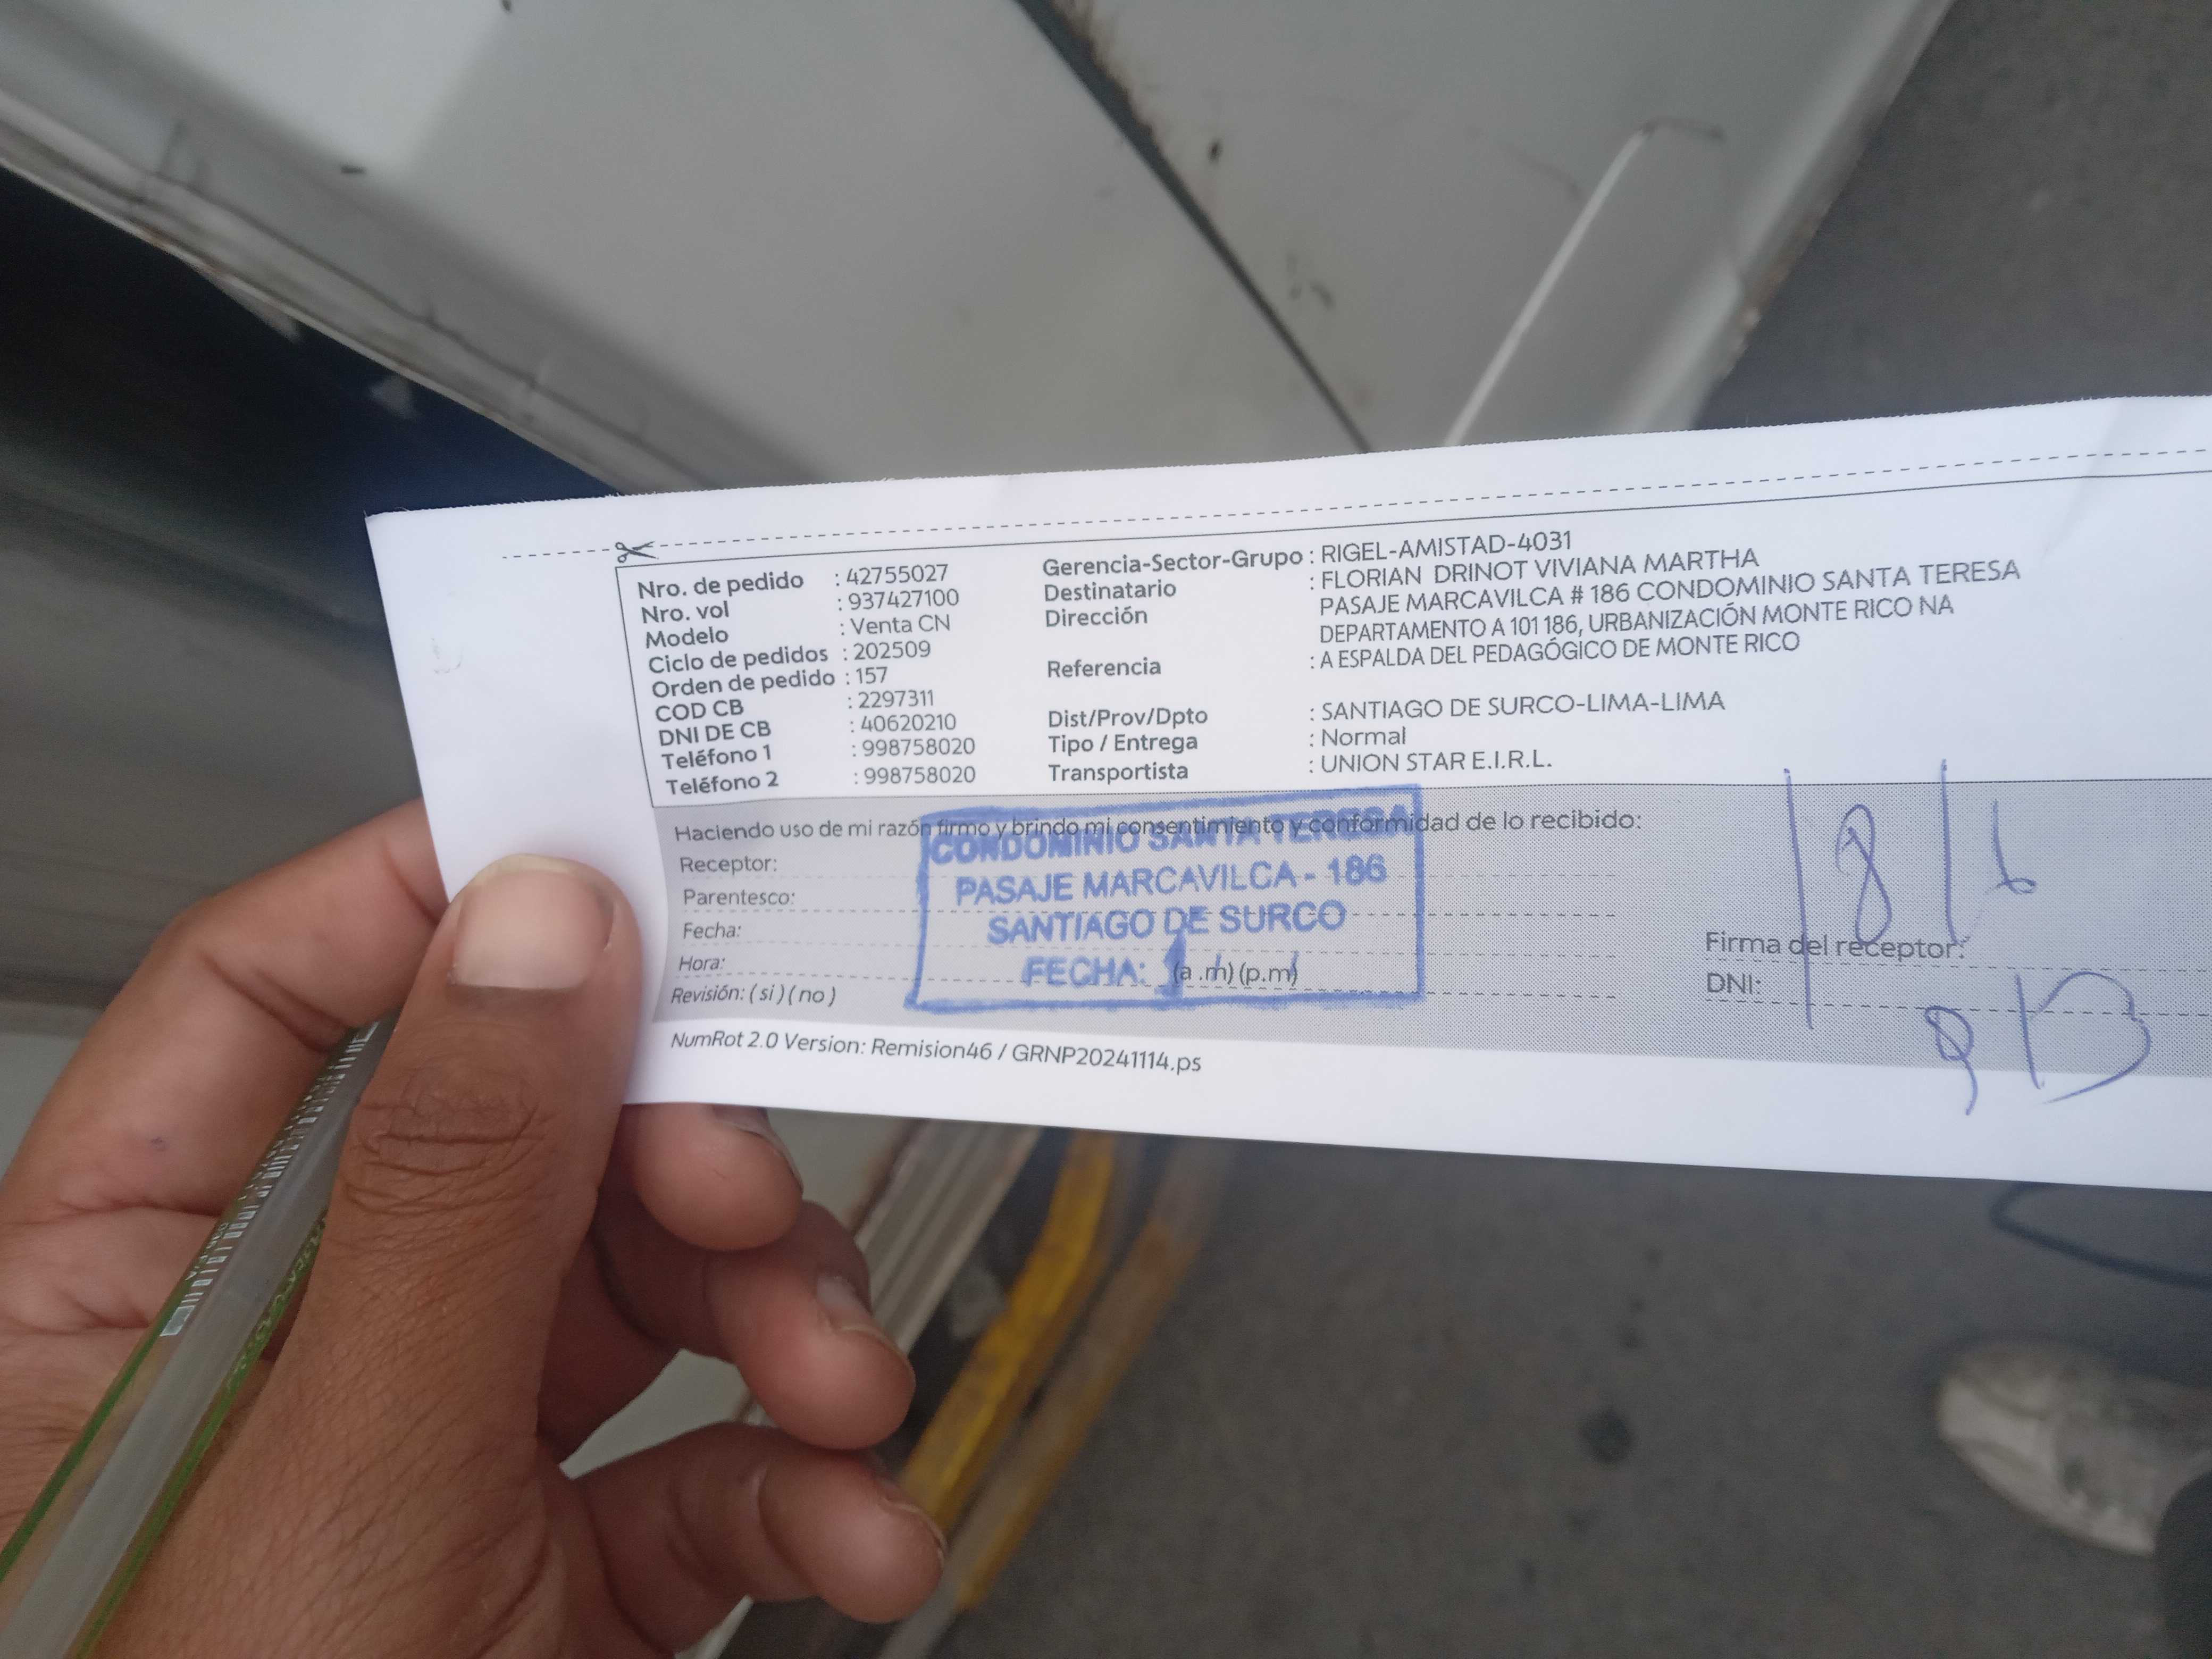 Nro. de pedido : 42755027
Nro. vol : 937427100
Modelo : Venta CN
Ciclo de pedidos : 202509
Orden de pedido : 157
COD CB : 2297311
DNI DE CB : 40620210
Teléfono 1 : 998758020
Teléfono 2 : 998758020
Gerencia-Sector-Grupo : RIGEL-AMISTAD-4031
Destinatario : FLORIAN DRINOT VIVIANA MARTHA
Dirección PASAJE MARCAVILCA # 186 CONDOMINIO SANTA TERESA
DEPARTAMENTO A 101 186, URBANIZACIÓN MONTE RICO NA
Referencia : A ESPALDA DEL PEDAGÓGICO DE MONTE RICO
Dist/Prov/Dpto : SANTIAGO DE SURCO-LIMA-LIMA
Tipo / Entrega : Normal
Transportista : UNION STAR E.I.R.L.
Haciendo uso de mi razón firmo y brindo mi consentimiento y conformidad de lo recibido:
Receptor:
Parentesco:
Fecha:
Hora: (a .m) (p.m)
Revisión: ( si ) ( no )
CONDOMINIO SANTA TERESA
PASAJE MARCAVILCA - 186
SANTIAGO DE SURCO
FECHA:
Firma del receptor:
DNI:
NumRot 2.0 Version: Remision46 / GRNP20241114.ps